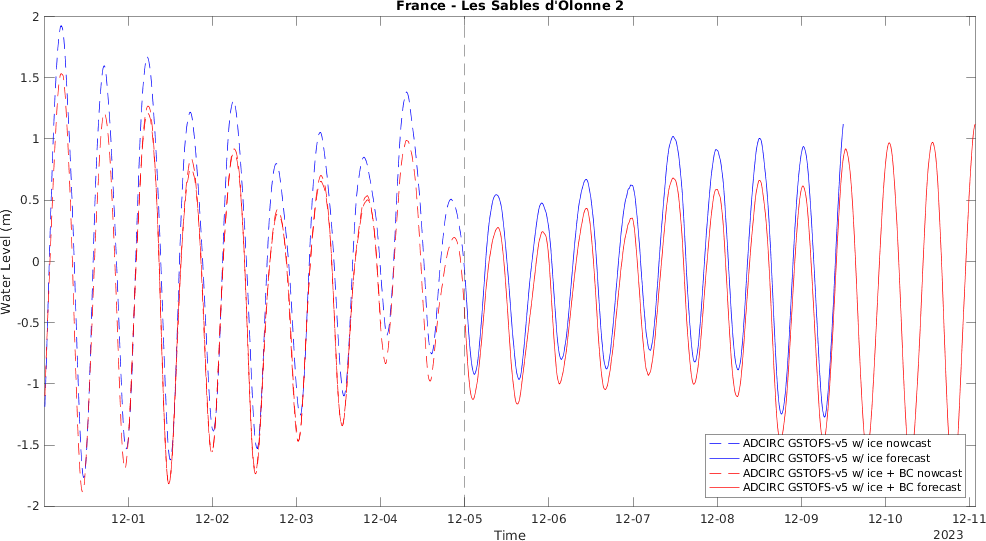 France - Les Sables d'Olonne 2
2
1.5
1
0.5
0
-0.5
-1
-1.5
-2
Water Level (m)
12-01 12-02 12-03 12-04 12-05 12-06 12-07 12-08 12-09 12-10 12-11
Time
2023
ADCIRC GSTOFS-v5 w/ ice nowcast
ADCIRC GSTOFS-v5 w/ ice forecast
ADCIRC GSTOFS-v5 w/ ice + BC nowcast
ADCIRC GSTOFS-v5 w/ ice + BC forecast